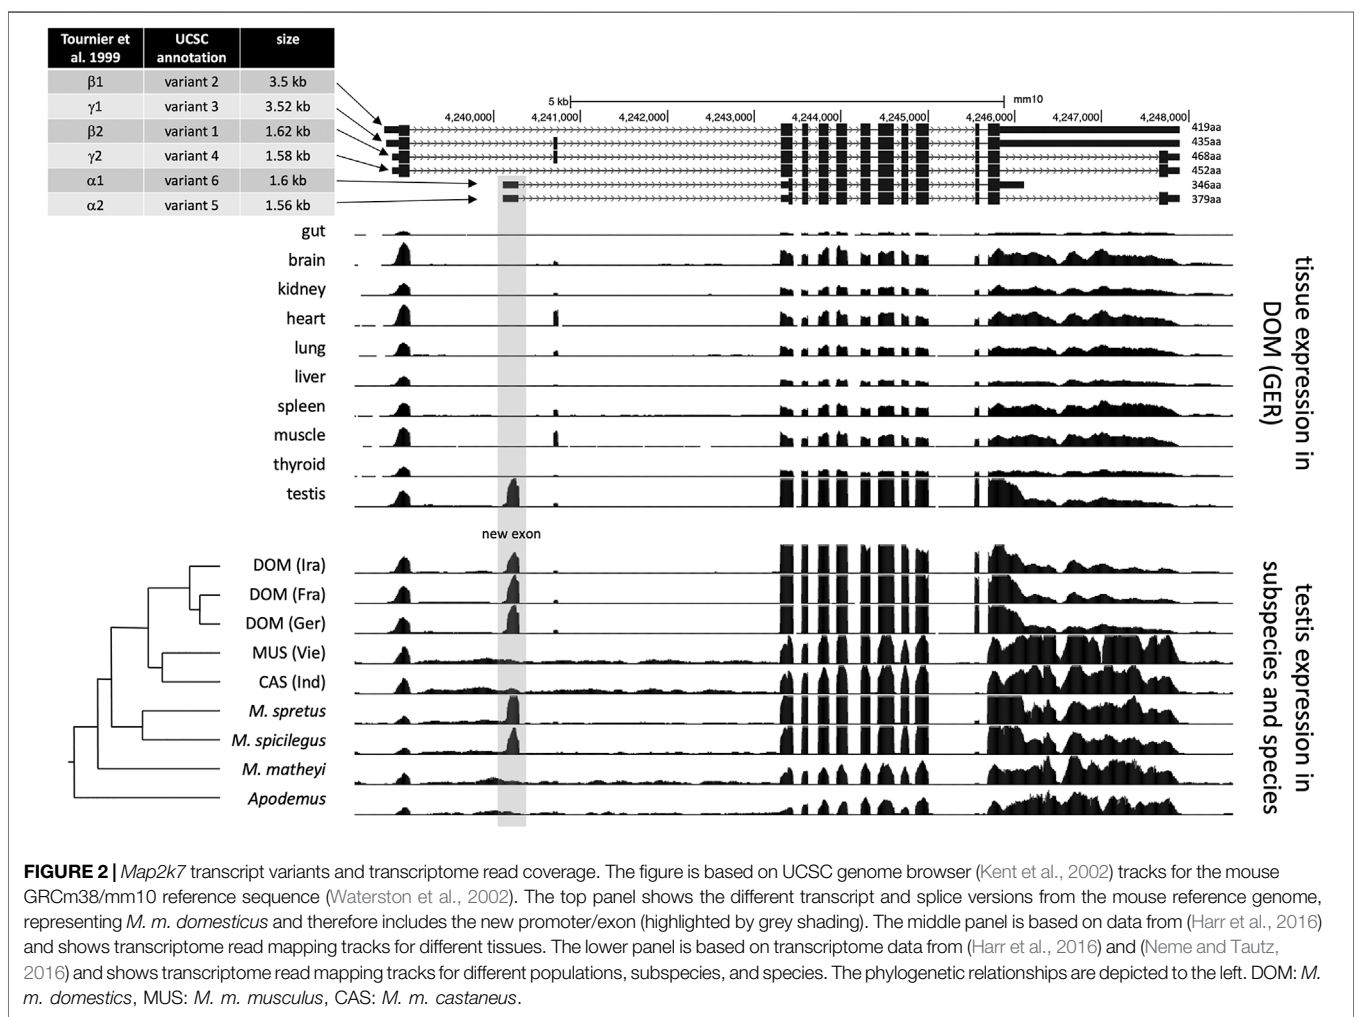 Tournier et al. 1999 UCSC annotation size
β1 variant 2 3.5 kb
γ1 variant 3 3.52 kb
β2 variant 1 1.62 kb
γ2 variant 4 1.58 kb
α1 variant 6 1.6 kb
α2 variant 5 1.56 kb
5 kb mm10
4,240,000 4,241,000 4,242,000 4,243,000 4,244,000 4,245,000 4,246,000 4,247,000 4,248,000
419aa
435aa
468aa
452aa
346aa
379aa
gut
brain
kidney
heart
lung
liver
spleen
muscle
thyroid
testis
tissue expression in
DOM (GER)
new exon
DOM (Ira)
DOM (Fra)
DOM (Ger)
MUS (Vie)
CAS (Ind)
M. spretus
M. spicilegus
M. matheyi
Apodemus
testis expression in
subspecies and species
FIGURE 2 | Map2k7 transcript variants and transcriptome read coverage. The figure is based on UCSC genome browser (Kent et al., 2002) tracks for the mouse
GRCm38/mm10 reference sequence (Waterston et al., 2002). The top panel shows the different transcript and splice versions from the mouse reference genome,
representing M. m. domesticus and therefore includes the new promoter/exon (highlighted by grey shading). The middle panel is based on data from (Harr et al., 2016)
and shows transcriptome read mapping tracks for different tissues. The lower panel is based on transcriptome data from (Harr et al., 2016) and (Neme and Tautz,
2016) and shows transcriptome read mapping tracks for different populations, subspecies, and species. The phylogenetic relationships are depicted to the left. DOM: M.
m. domestics, MUS: M. m. musculus, CAS: M. m. castaneus.